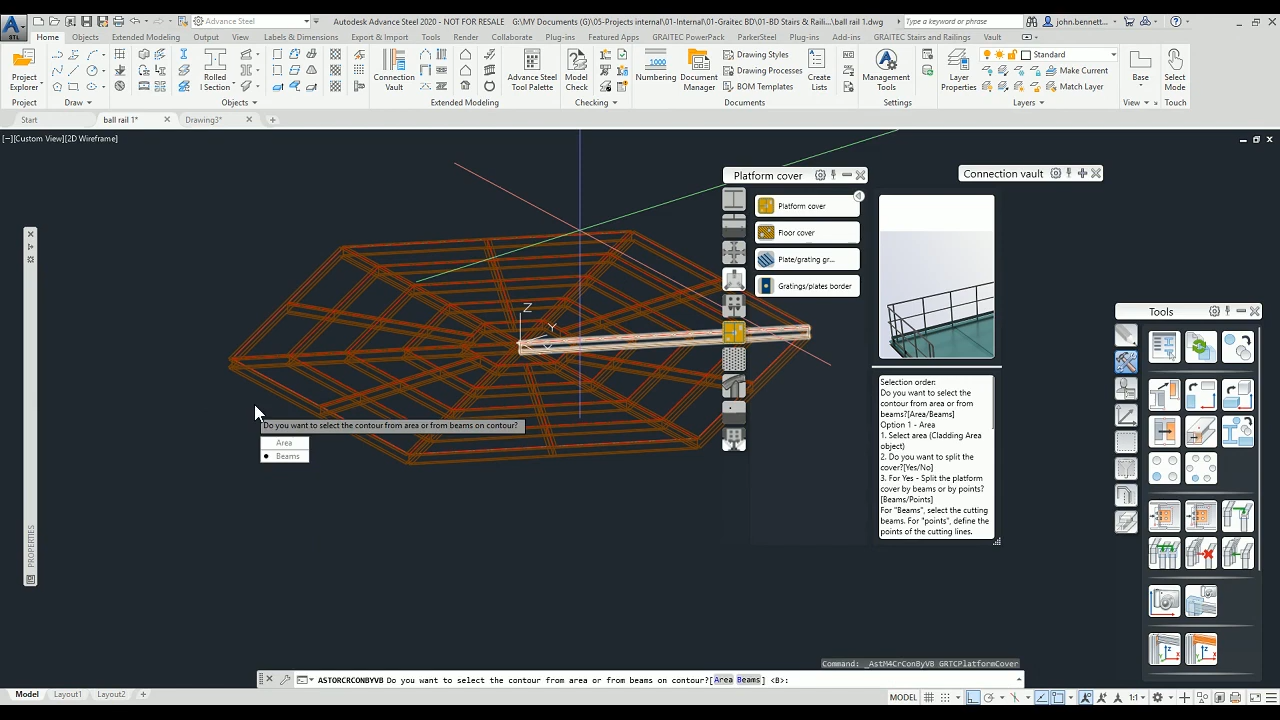 Advance Steel
Autodesk Advance Steel 2020 - NOT FOR RESALE
G:\MY Documents (G)\05-Projects internal\01-Internal\01-Graitec BD\01-BD Stairs & Raili...\ball rail 1.dwg
Type a keyword or phrase
john.bennett...
STL
Home Objects Extended Modeling Output View Labels & Dimensions Export & Import Tools Render Collaborate Plug-ins Featured Apps GRAITEC PowerPack ParkerSteel Plug-ins Add-ins GRAITEC Stairs and Railings Vault
Project Explorer
Rolled I Section
Connection Vault
Advance Steel Tool Palette
Model Check
Numbering
Document Manager
Drawing Styles
Drawing Processes
BOM Templates
Create Lists
Management Tools
Layer Properties
Standard
Make Current
Match Layer
Base
Select Mode
Project Draw Objects Extended Modeling Checking Documents Settings Layers View Touch
Start ball rail 1* Drawing3*
[−][Custom View][2D Wireframe]
Platform cover
Connection vault
Platform cover
Floor cover
Plate/grating gr...
Gratings/plates border
Z
Y
Tools
Selection order:
Do you want to select the
contour from area or from
beams?[Area/Beams]
Option 1 - Area
1. Select area (Cladding Area
object)
2. Do you want to split the
cover?[Yes/No]
3. For Yes - Split the platform
cover by beams or by points?
[Beams/Points]
For "Beams", select the cutting
beams. For "points", define the
points of the cutting lines.
Do you want to select the contour from area or from beams on contour?
Area
Beams
PROPERTIES
Command: _AstM4CrConByVB GRTCPlatformCover
ASTORCRCONBYVB Do you want to select the contour from area or from beams on contour?[Area Beams] <B>:
Model Layout1 Layout2 +
MODEL 1:1